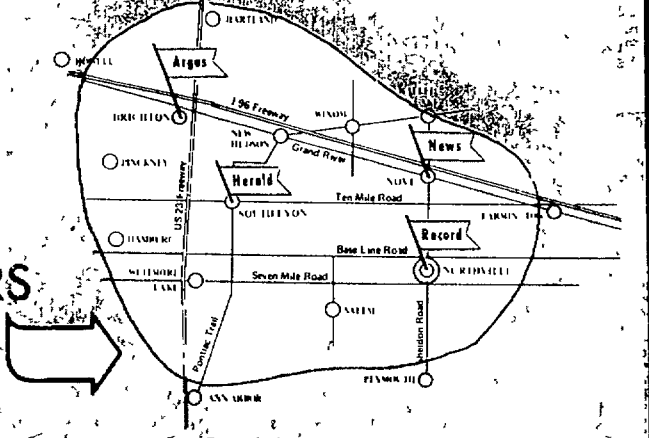 HARTLAND
HOWELL
Argus
I-96 Freeway
WIXOM
BRIGHTON
NEW
HUDSON
Grand River
News
PINCKNEY
NOVI
Herald
US 23 Freeway
Ten Mile Road
SOUTH LYON
FARMINGTON
Record
HAMBURG
Base Line Road
WHITMORE
LAKE
Seven Mile Road
NORTHVILLE
RS
SALEM
Pontiac Trail
Sheldon Road
PLYMOUTH
ANN ARBOR